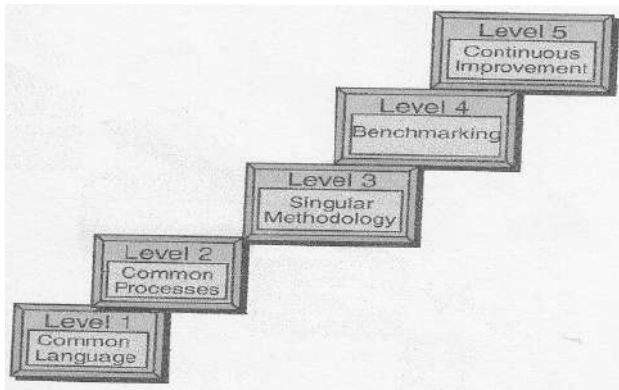 Level 5
Continuous
Improvement
Level 4
Benchmarking
Level 3
Singular
Methodology
Level 2
Common
Processes
Level 1
Common
Language